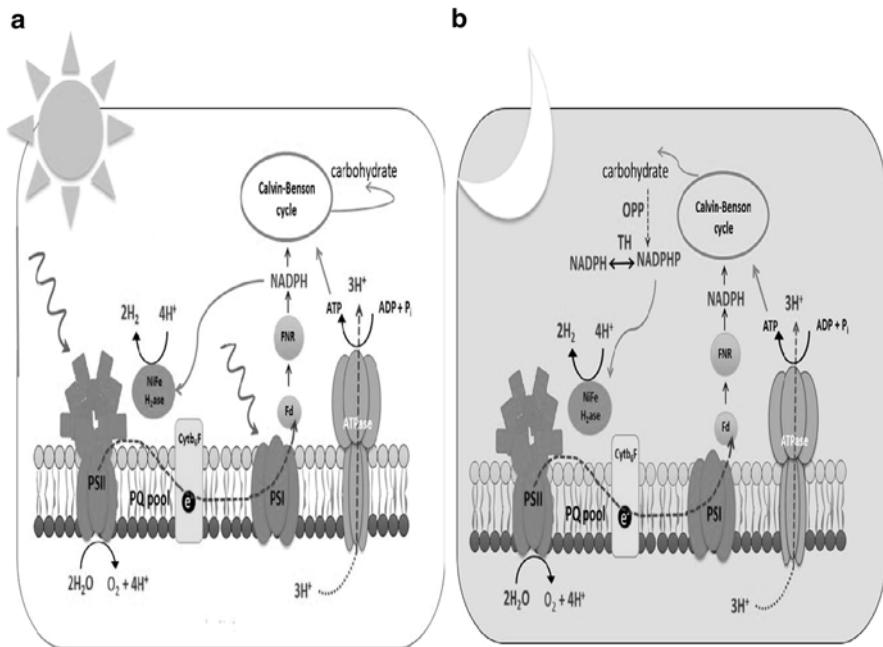 a
carbohydrate
Calvin-Benson
cycle
NADPH
3H⁺
ATP
ADP + Pᵢ
2H₂ 4H⁺
FNR
NiFe
H₂ase
Fd
Cytb₆F
ATPase
PSII
PQ pool
e⁻
PSI
2H₂O O₂ + 4H⁺
3H⁺
b
carbohydrate
Calvin-Benson
cycle
OPP
TH
NADPH NADPHP
NADPH
3H⁺
ATP
ADP + Pᵢ
2H₂ 4H⁺
FNR
NiFe
H₂ase
Fd
Cytb₆F
ATPase
PSII
PQ pool
e⁻
PSI
2H₂O O₂ + 4H⁺
3H⁺